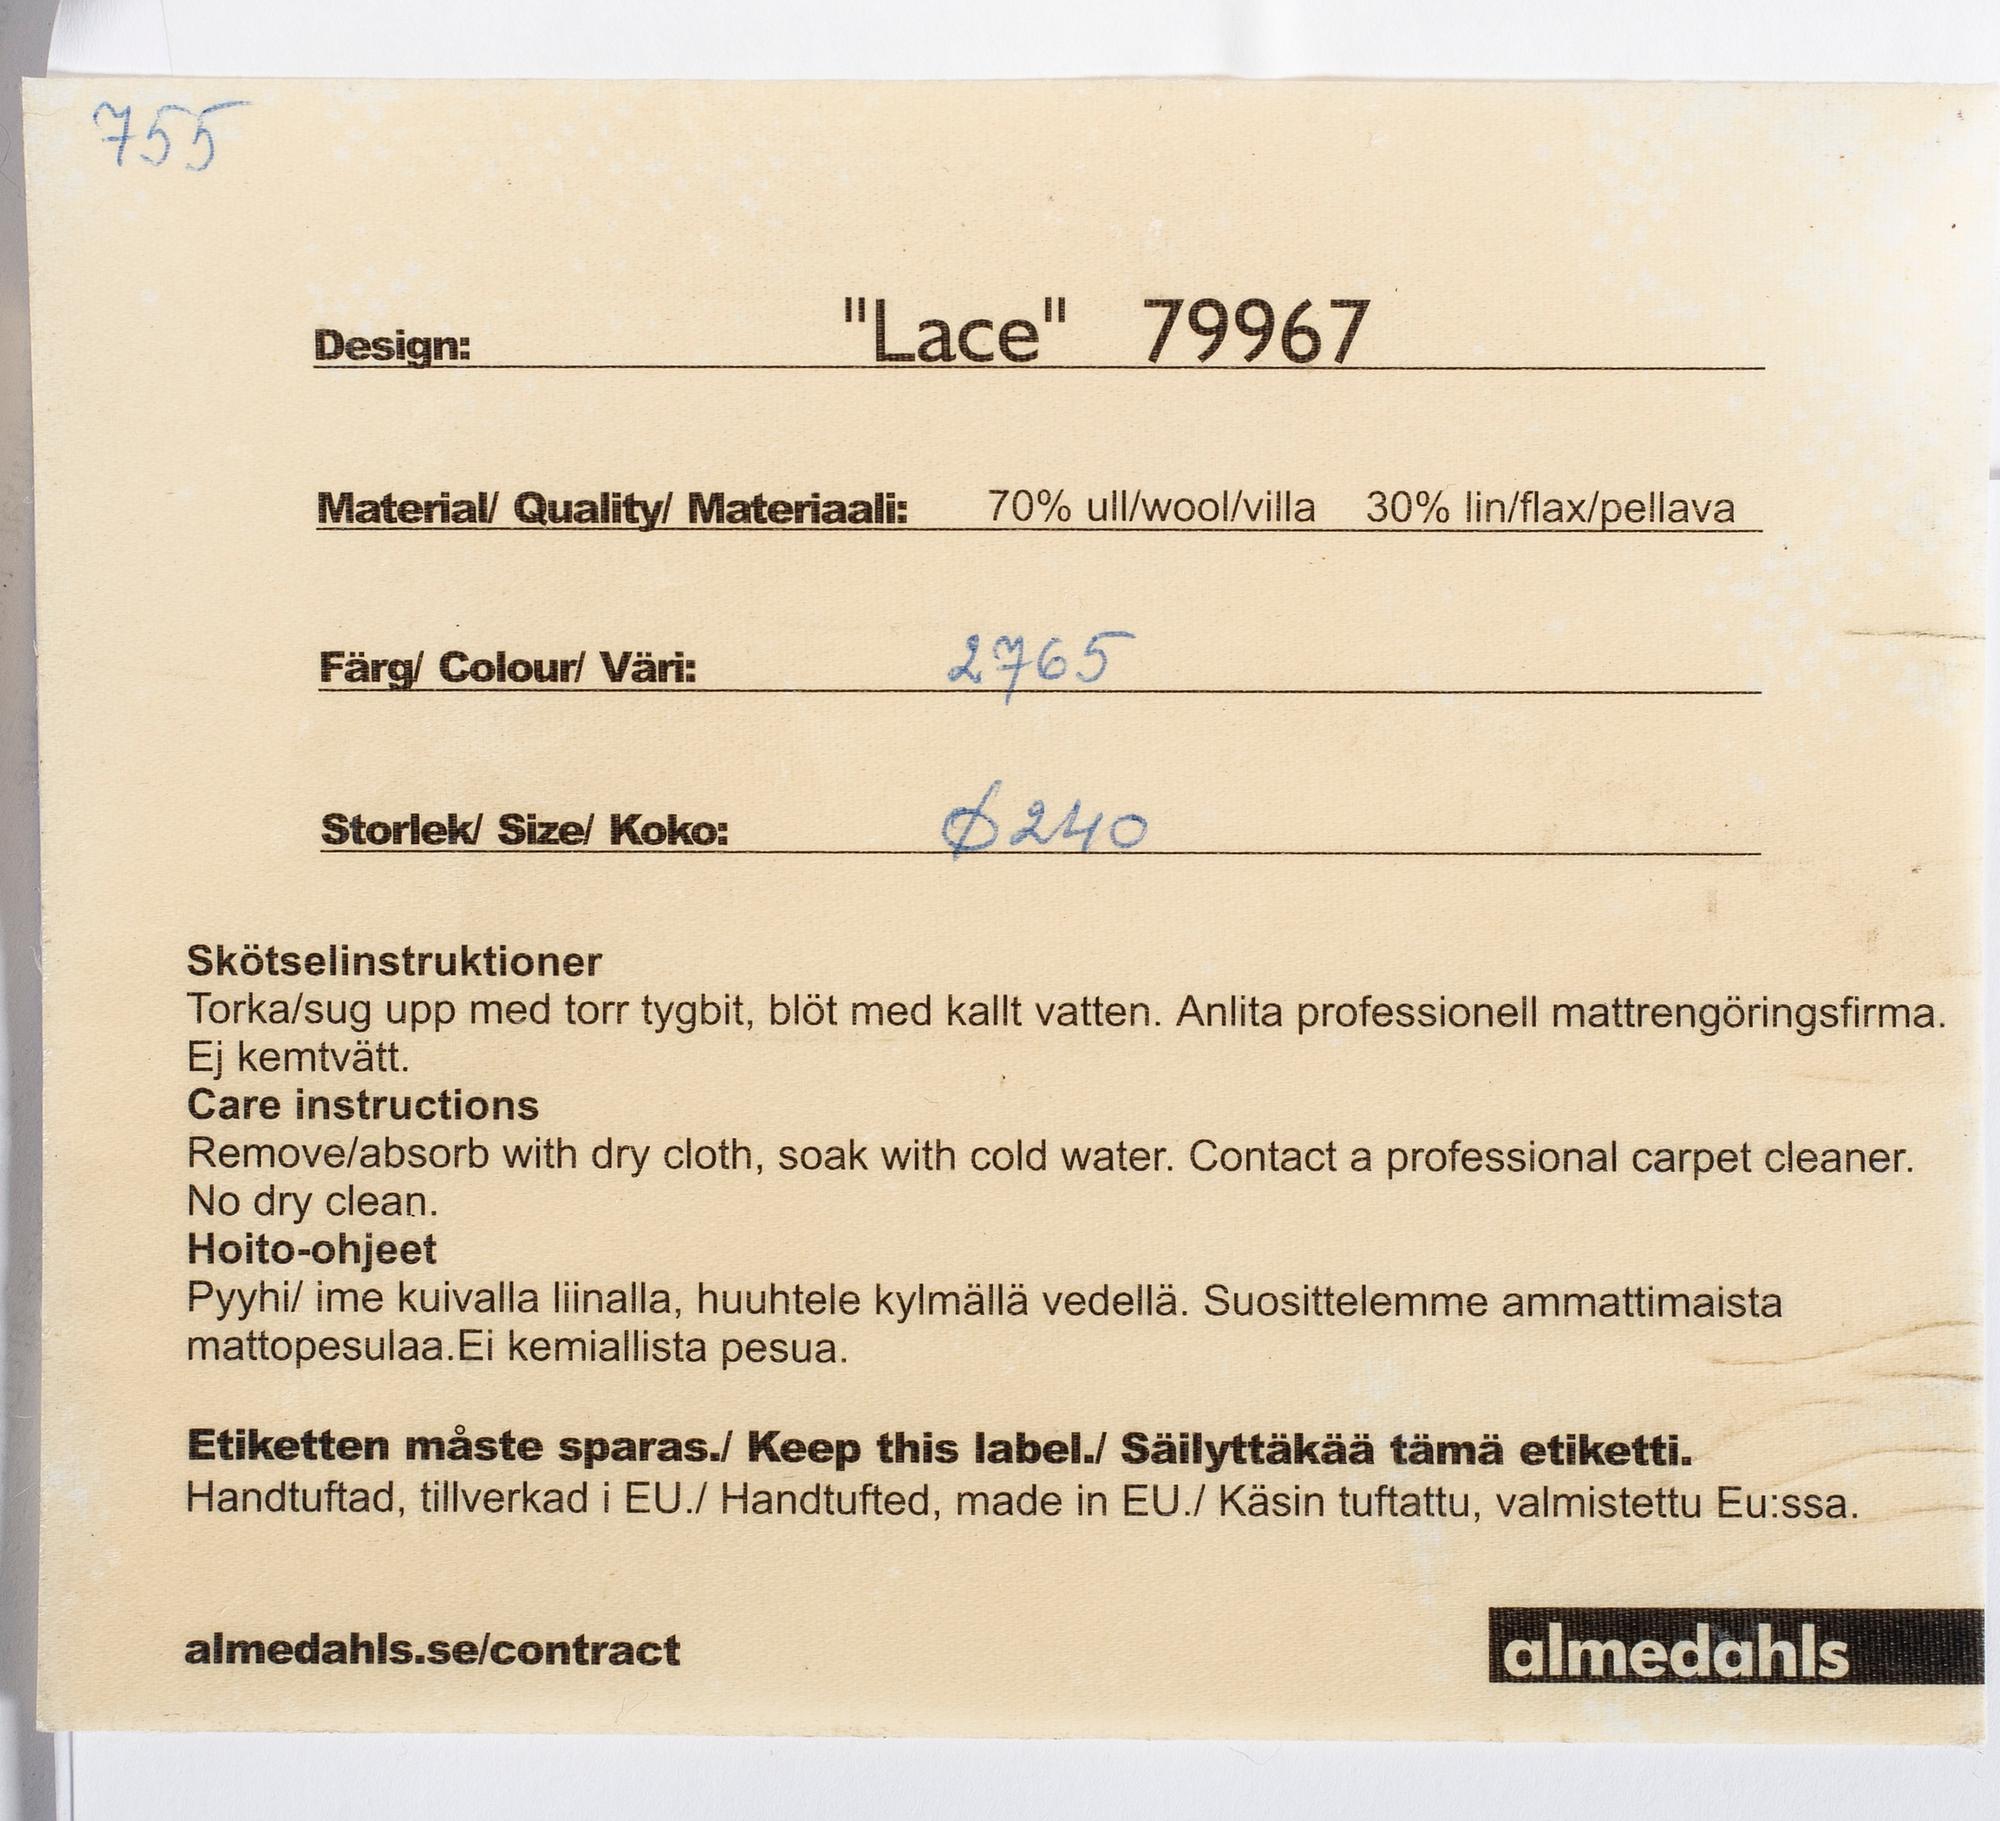 755
Design: "Lace" 79967
Material/ Quality/ Materiaali: 70% ull/wool/villa 30% lin/flax/pellava
Färg/ Colour/ Väri: 2765
Storlek/ Size/ Koko: Ø240
Skötselinstruktioner
Torka/sug upp med torr tygbit, blöt med kallt vatten. Anlita professionell mattrengöringsfirma.
Ej kemtvätt.
Care instructions
Remove/absorb with dry cloth, soak with cold water. Contact a professional carpet cleaner.
No dry clean.
Hoito-ohjeet
Pyyhi/ ime kuivalla liinalla, huuhtele kylmällä vedellä. Suosittelemme ammattimaista
mattopesulaa.Ei kemiallista pesua.
Etiketten måste sparas./ Keep this label./ Säilyttäkää tämä etiketti.
Handtuftad, tillverkad i EU./ Handtufted, made in EU./ Käsin tuftattu, valmistettu Eu:ssa.
almedahls.se/contract
almedahls